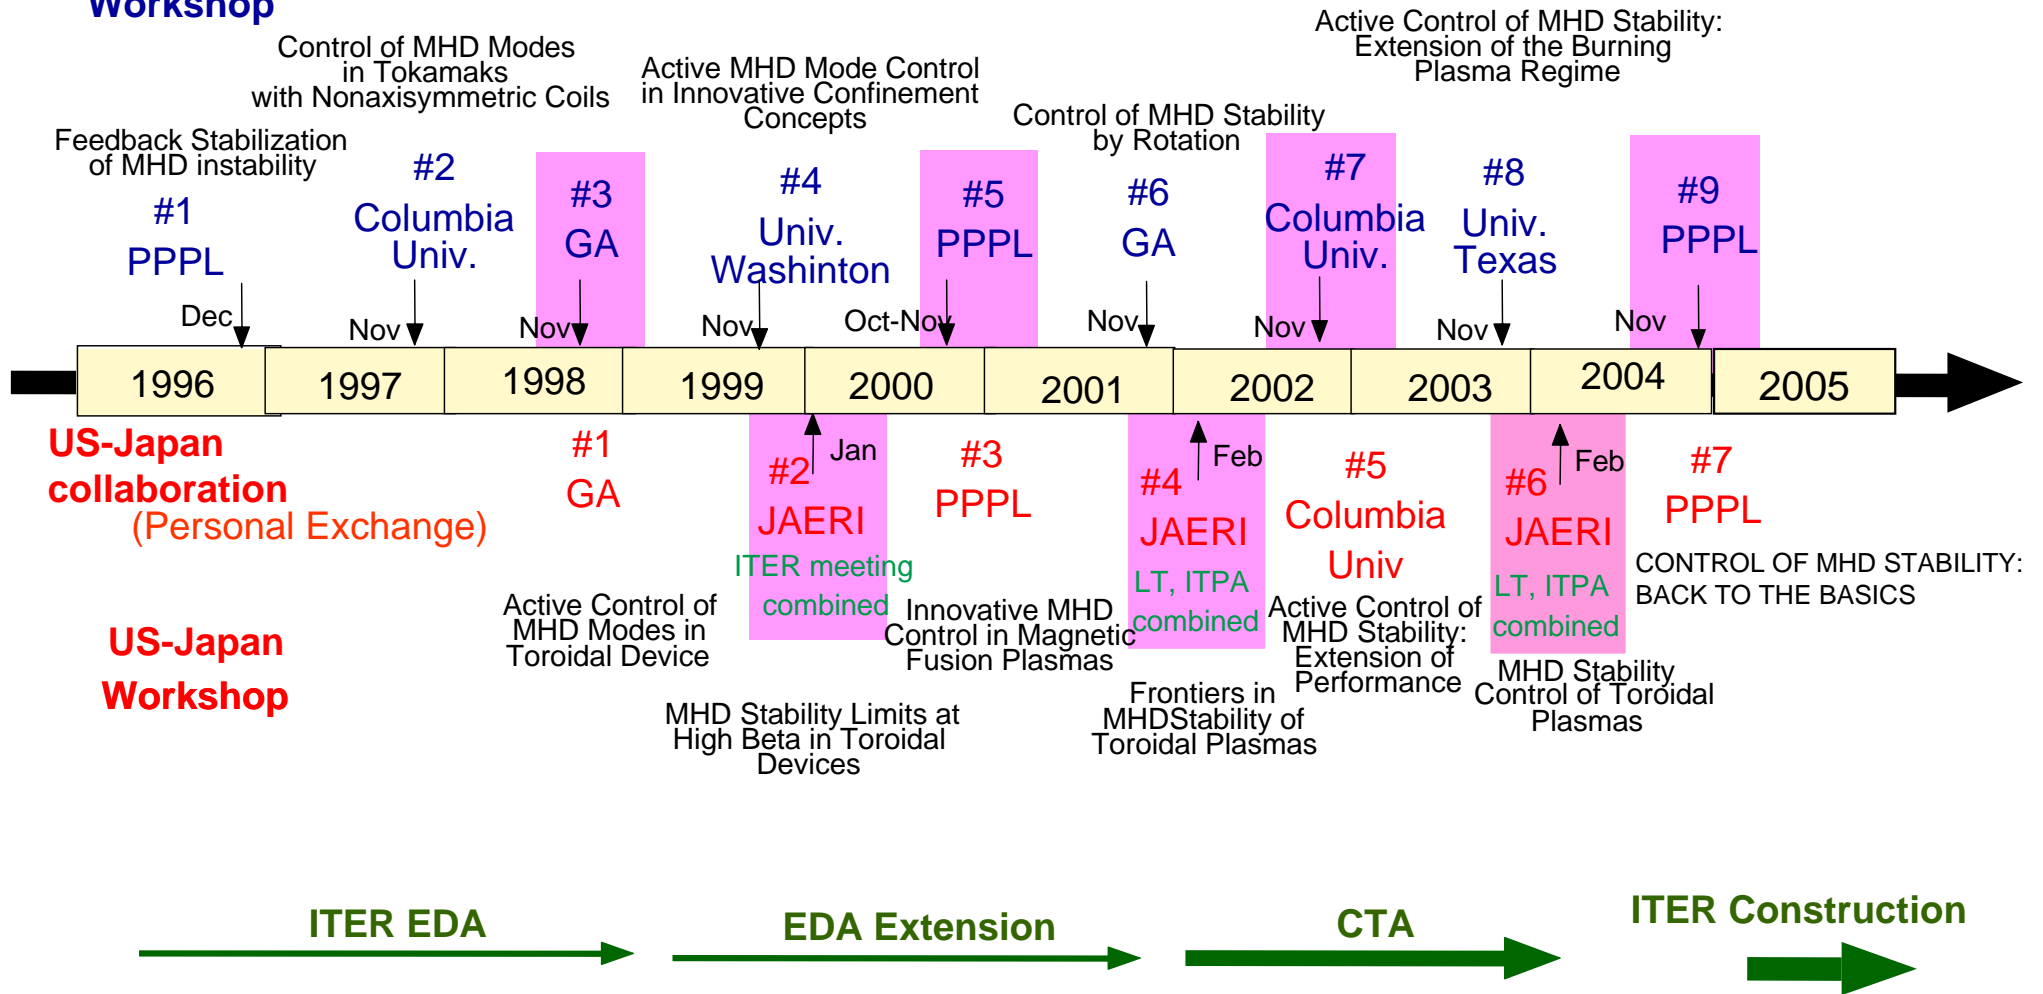 Workshop
Active Control of MHD Stability:
Extension of the Burning
Plasma Regime
Control of MHD Modes
in Tokamaks
with Nonaxisymmetric Coils
Active MHD Mode Control
in Innovative Confinement
Concepts
Control of MHD Stability
by Rotation
Feedback Stabilization
of MHD instability
#1
PPPL
#2
Columbia
Univ.
#3
GA
#4
Univ.
Washinton
#5
PPPL
#6
GA
#7
Columbia
Univ.
#8
Univ.
Texas
#9
PPPL
Dec
Nov
Nov
Nov
Oct-Nov
Nov
Nov
Nov
Nov
1996
1997
1998
1999
2000
2001
2002
2003
2004
2005
US-Japan
collaboration
(Personal Exchange)
#1
GA
Jan
#2
JAERI
ITER meeting
combined
#3
PPPL
Feb
#4
JAERI
LT, ITPA
combined
#5
Columbia
Univ
Feb
#6
JAERI
LT, ITPA
combined
#7
PPPL
CONTROL OF MHD STABILITY:
BACK TO THE BASICS
US-Japan
Workshop
Active Control of
MHD Modes in
Toroidal Device
MHD Stability Limits at
High Beta in Toroidal
Devices
Innovative MHD
Control in Magnetic
Fusion Plasmas
Frontiers in
MHDStability of
Toroidal Plasmas
Active Control of
MHD Stability:
Extension of
Performance
MHD Stability
Control of Toroidal
Plasmas
ITER EDA
EDA Extension
CTA
ITER Construction